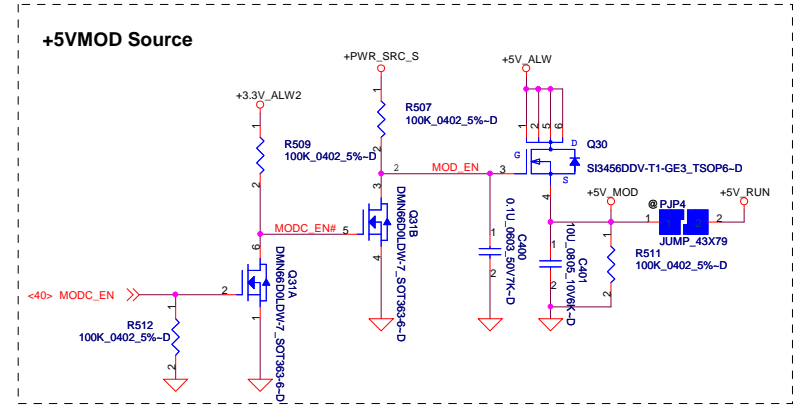 +5VMOD Source
+PWR_SRC_S
+5V_ALW
+3.3V_ALW2
1
R507
100K_0402_5%~D
2
1
R509
100K_0402_5%~D
2
1
2
5
6
D
Q30
G
S
SI3456DDV-T1-GE3_TSOP6~D
2
MOD_EN
3
4
+5V_MOD
+5V_RUN
@ PJP4
1
1
2
2
JUMP_43X79
3
MODC_EN#
5
Q31B
DMN66D0LDW-7_SOT363-6~D
4
1
C400
0.1U_0603_50V7K~D
2
1
C401
10U_0805_10V6K~D
2
1
R511
100K_0402_5%~D
2
6
<40> MODC_EN
2
Q31A
DMN66D0LDW-7_SOT363-6~D
1
1
R512
100K_0402_5%~D
2